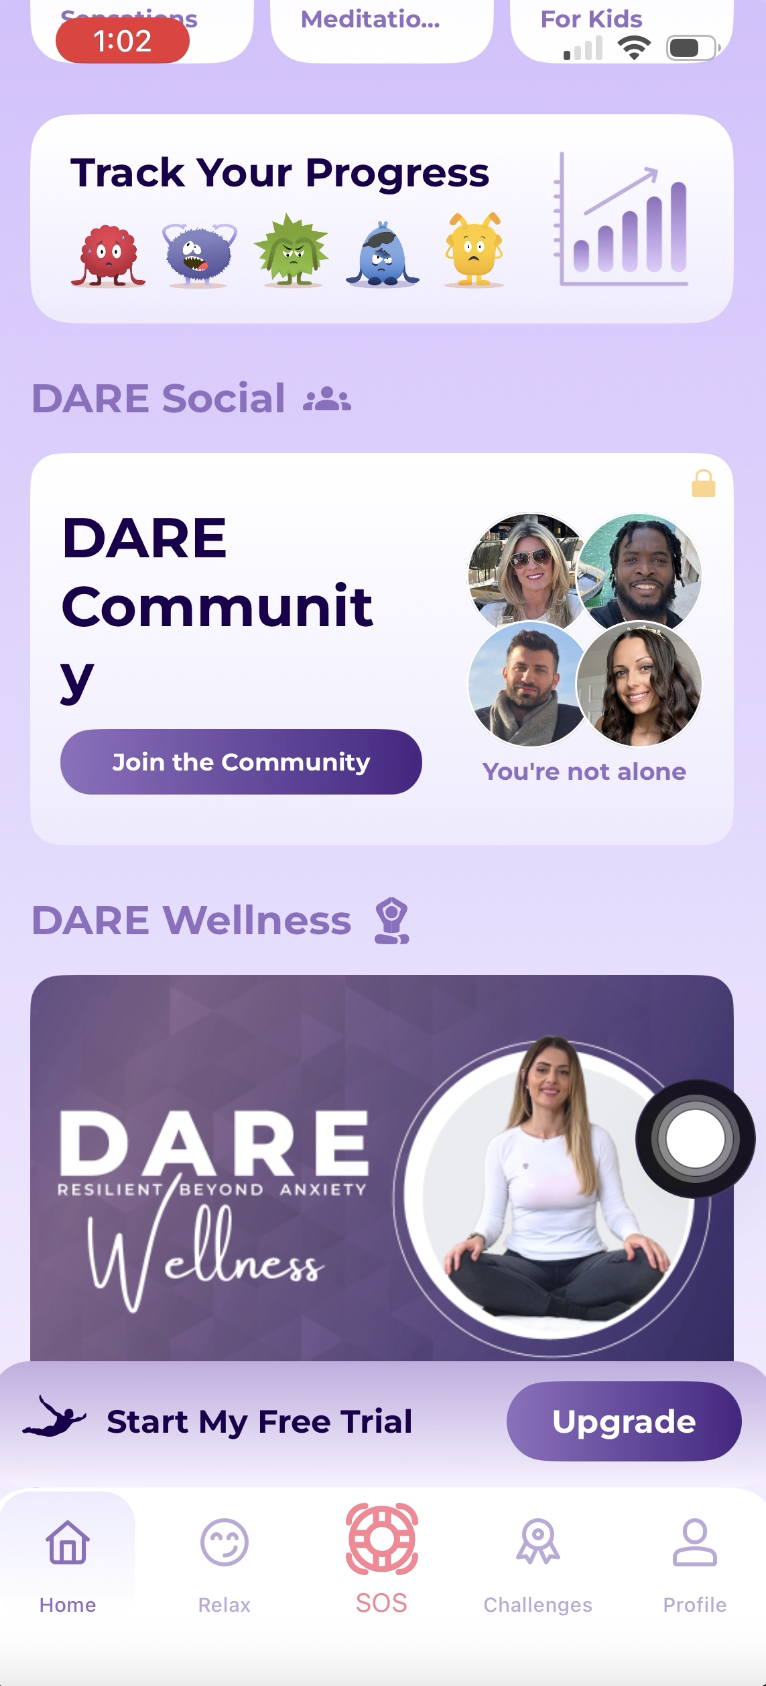 Sensations
Meditatio...
For Kids
1:02
Track Your Progress
DARE Social
DARE
Communit
y
Join the Community
You're not alone
DARE Wellness
DARE
RESILIENT BEYOND ANXIETY
Wellness
Start My Free Trial
Upgrade
Home
Relax
SOS
Challenges
Profile